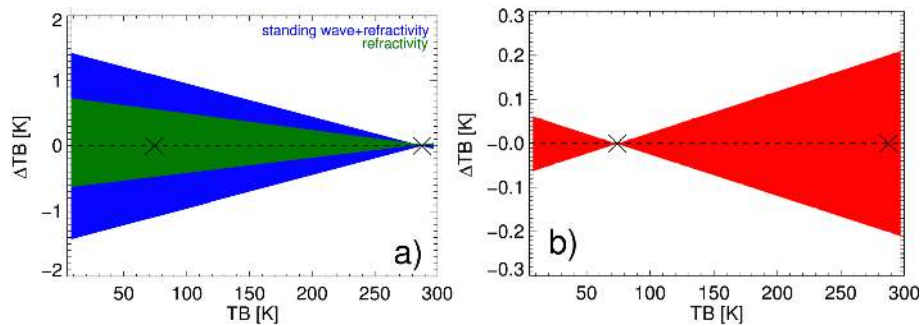 standing wave+refractivity
refractivity
ΔTB [K]
2
1
0
-1
-2
50 100 150 200 250 300
TB [K]
a)
ΔTB [K]
0.3
0.2
0.1
-0.0
-0.1
-0.2
-0.3
50 100 150 200 250 300
TB [K]
b)